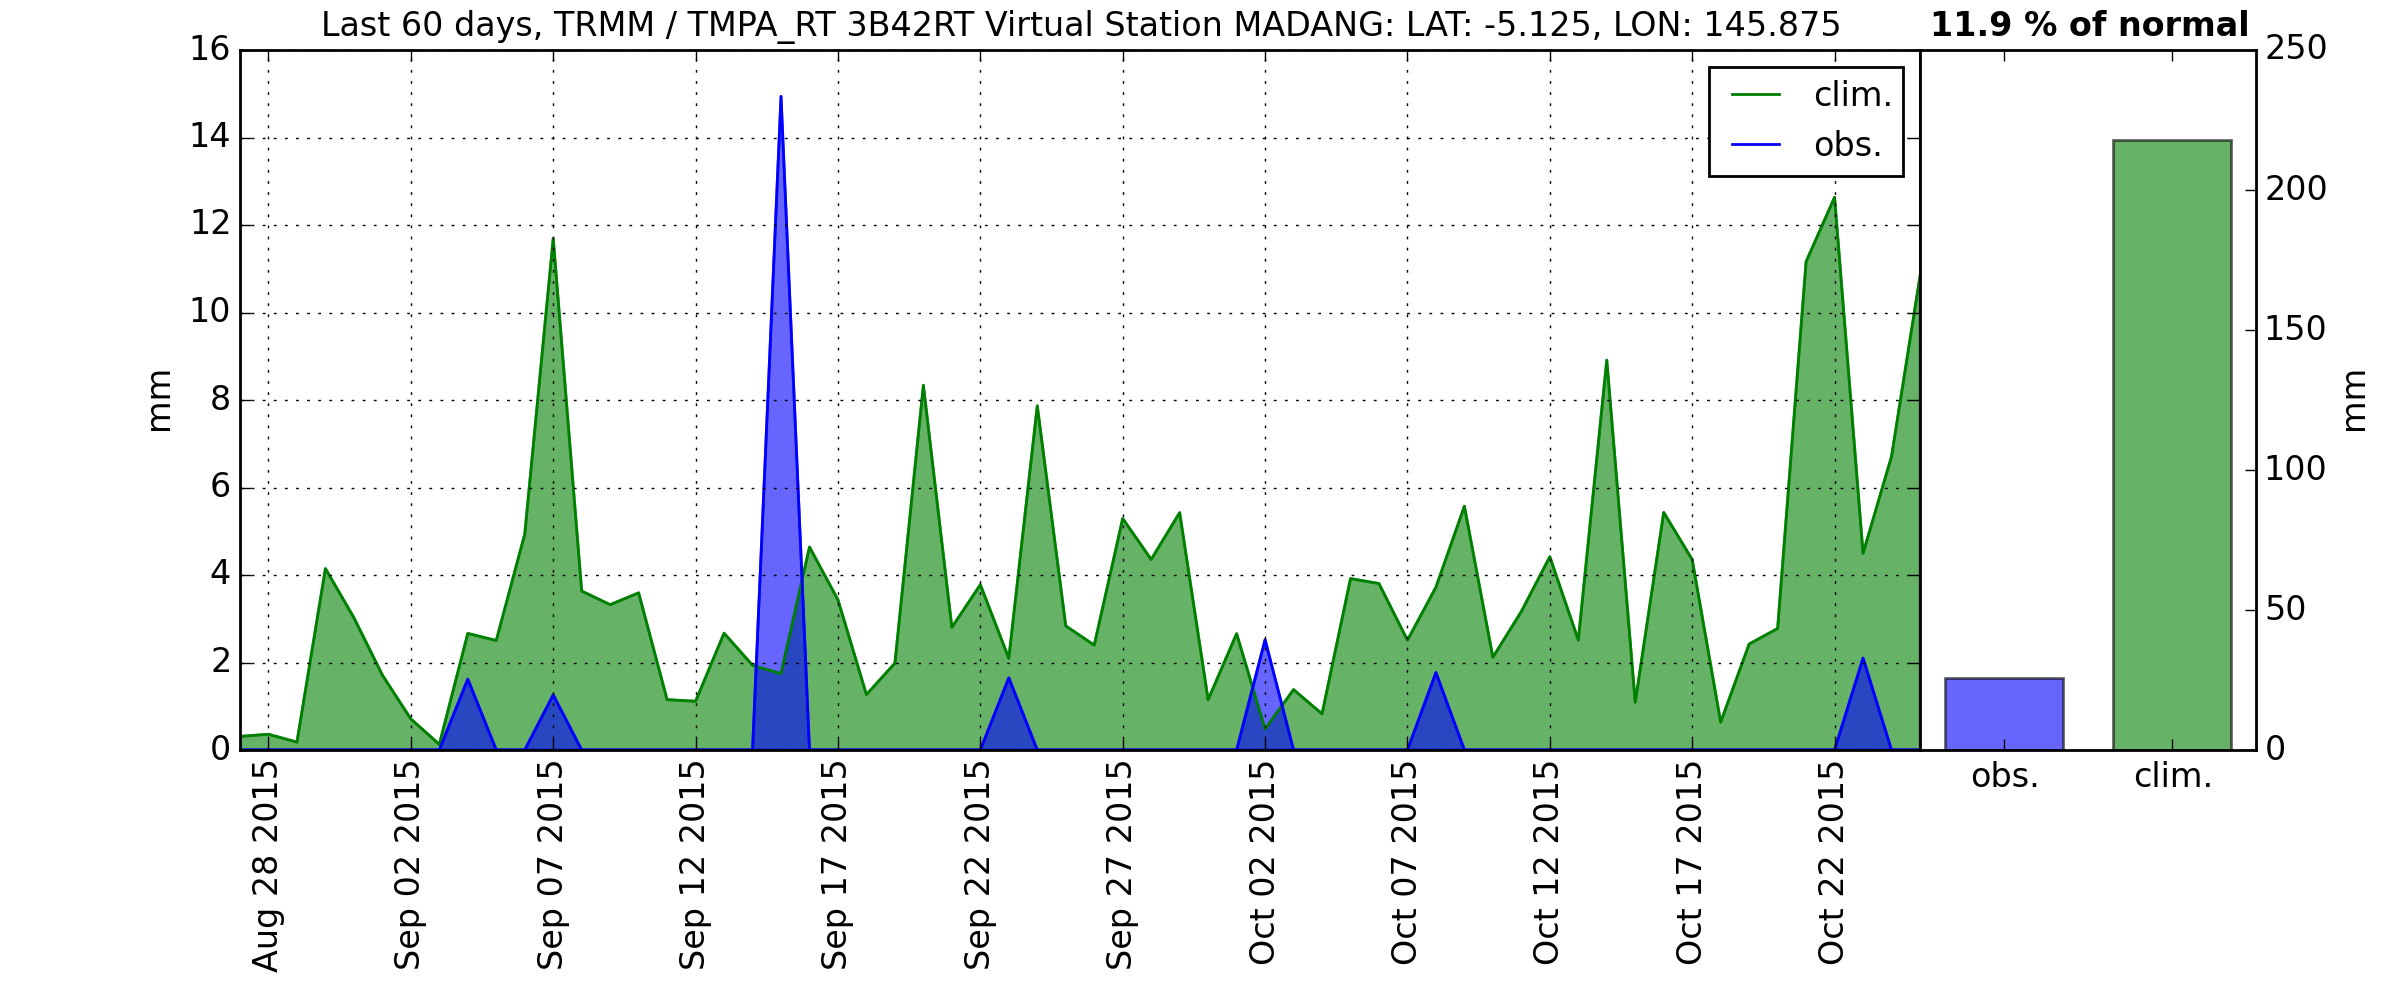 Last 60 days, TRMM / TMPA_RT 3B42RT Virtual Station MADANG: LAT: -5.125, LON: 145.875
11.9 % of normal
16
14
12
10
8
6
4
2
0
mm
clim.
obs.
Aug 28 2015
Sep 02 2015
Sep 07 2015
Sep 12 2015
Sep 17 2015
Sep 22 2015
Sep 27 2015
Oct 02 2015
Oct 07 2015
Oct 12 2015
Oct 17 2015
Oct 22 2015
obs.
clim.
250
200
150
100
50
0
mm